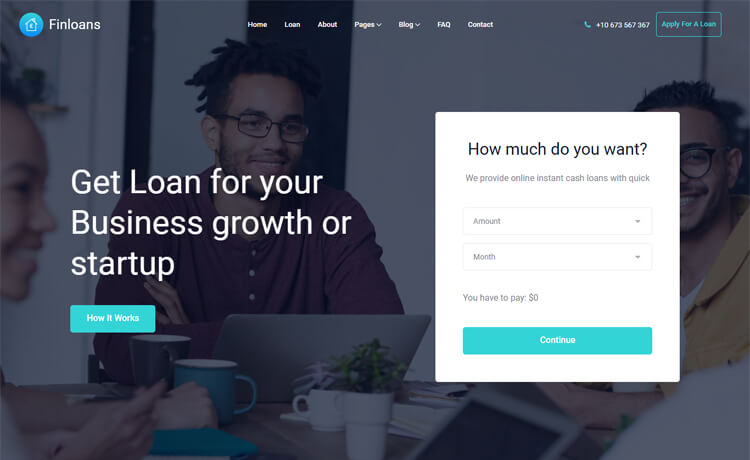 Finloans
Home Loan About Pages Blog FAQ Contact
+10 673 567 367
Apply For A Loan
Get Loan for your
Business growth or
startup
How It Works
How much do you want?
We provide online instant cash loans with quick
Amount
Month
You have to pay: $0
Continue